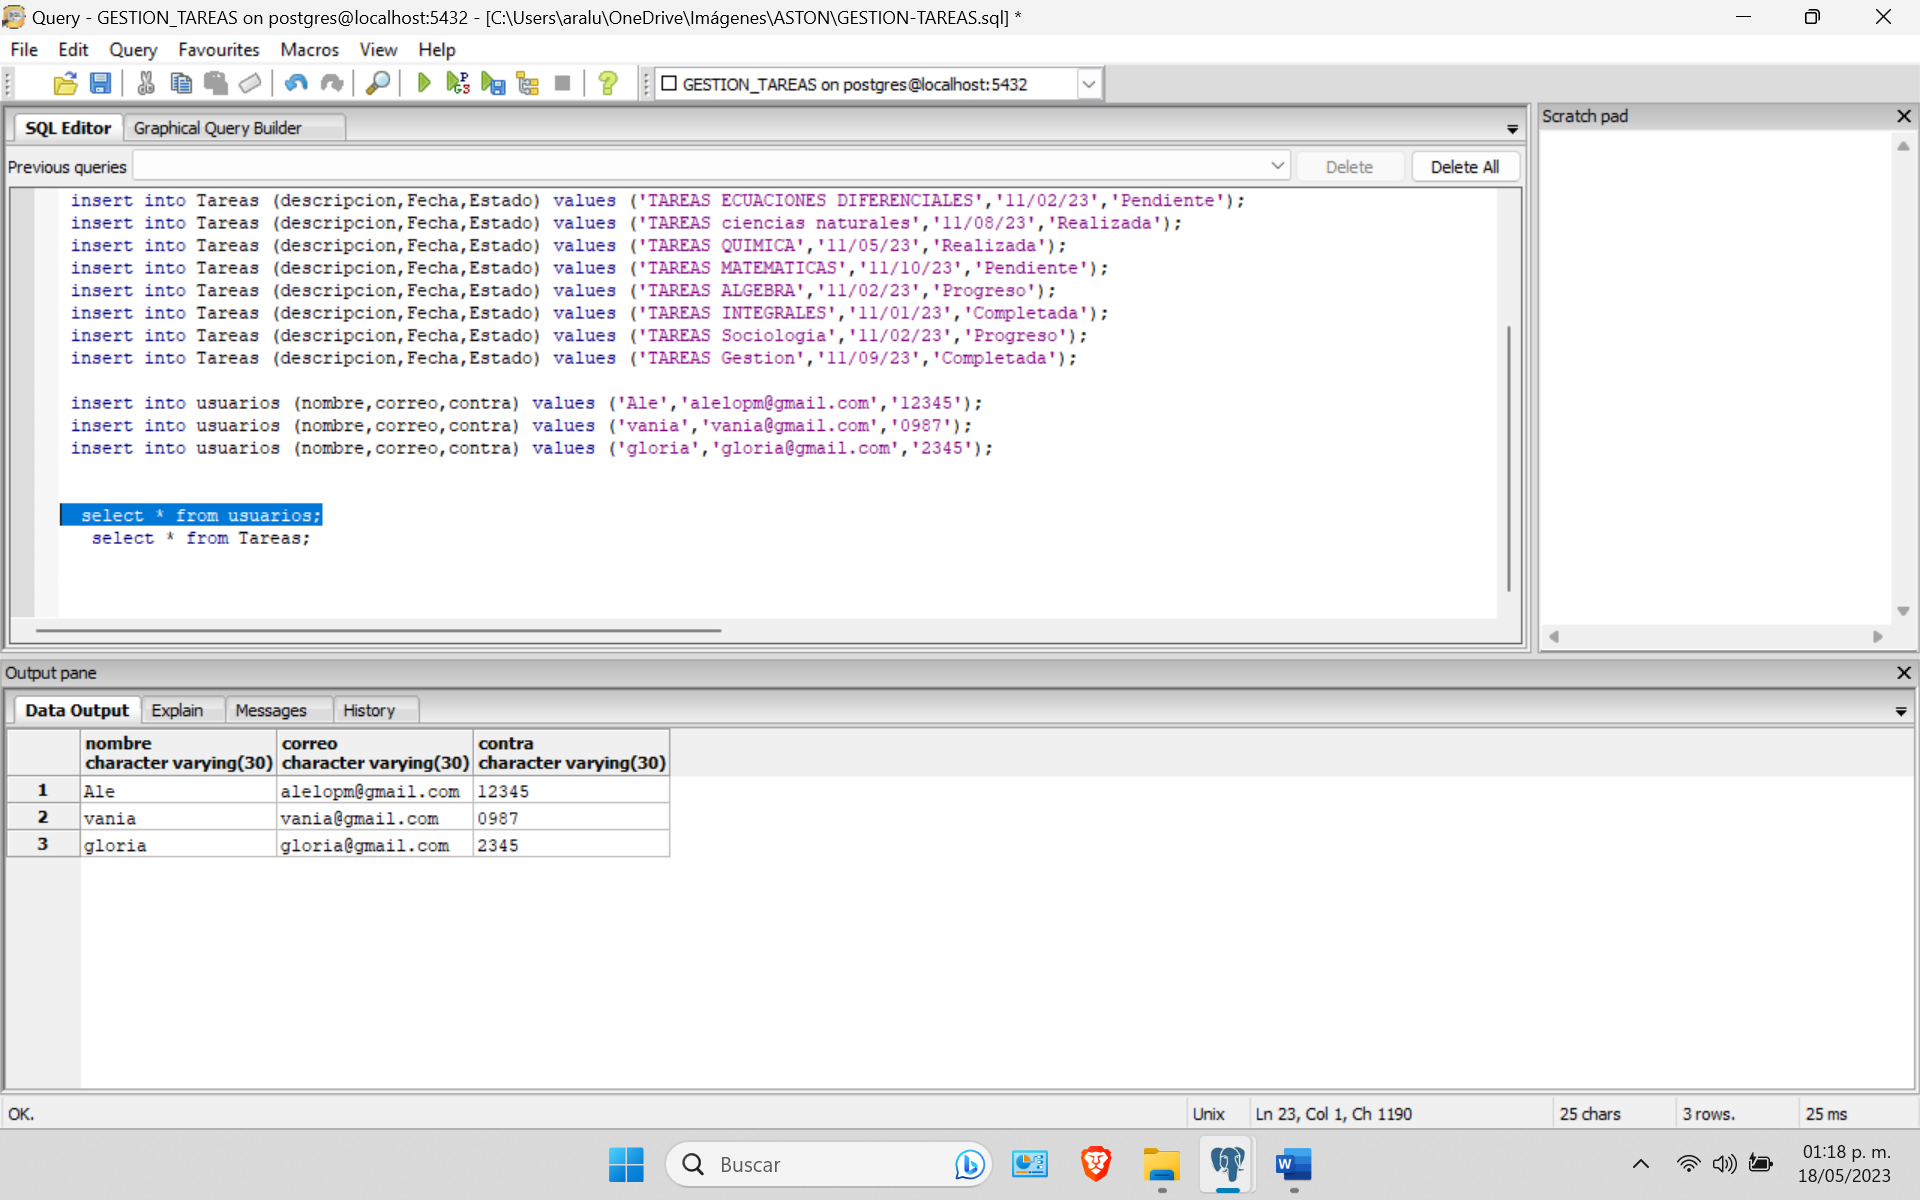 Query - GESTION_TAREAS on postgres@localhost:5432 - [C:\Users\aralu\OneDrive\Imágenes\ASTON\GESTION-TAREAS.sql] *
File Edit Query Favourites Macros View Help
GESTION_TAREAS on postgres@localhost:5432
SQL Editor Graphical Query Builder
Scratch pad
Previous queries Delete Delete All
insert into Tareas (descripcion,Fecha,Estado) values ('TAREAS ECUACIONES DIFERENCIALES','11/02/23','Pendiente');
insert into Tareas (descripcion,Fecha,Estado) values ('TAREAS ciencias naturales','11/08/23','Realizada');
insert into Tareas (descripcion,Fecha,Estado) values ('TAREAS QUIMICA','11/05/23','Realizada');
insert into Tareas (descripcion,Fecha,Estado) values ('TAREAS MATEMATICAS','11/10/23','Pendiente');
insert into Tareas (descripcion,Fecha,Estado) values ('TAREAS ALGEBRA','11/02/23','Progreso');
insert into Tareas (descripcion,Fecha,Estado) values ('TAREAS INTEGRALES','11/01/23','Completada');
insert into Tareas (descripcion,Fecha,Estado) values ('TAREAS Sociologia','11/02/23','Progreso');
insert into Tareas (descripcion,Fecha,Estado) values ('TAREAS Gestion','11/09/23','Completada');
insert into usuarios (nombre,correo,contra) values ('Ale','alelopm@gmail.com','12345');
insert into usuarios (nombre,correo,contra) values ('vania','vania@gmail.com','0987');
insert into usuarios (nombre,correo,contra) values ('gloria','gloria@gmail.com','2345');
select * from usuarios;
select * from Tareas;
Output pane
Data Output Explain Messages History
nombre correo contra
character varying(30) character varying(30) character varying(30)
1 Ale alelopm@gmail.com 12345
2 vania vania@gmail.com 0987
3 gloria gloria@gmail.com 2345
OK. Unix Ln 23, Col 1, Ch 1190 25 chars 3 rows. 25 ms
Buscar
01:18 p. m.
18/05/2023